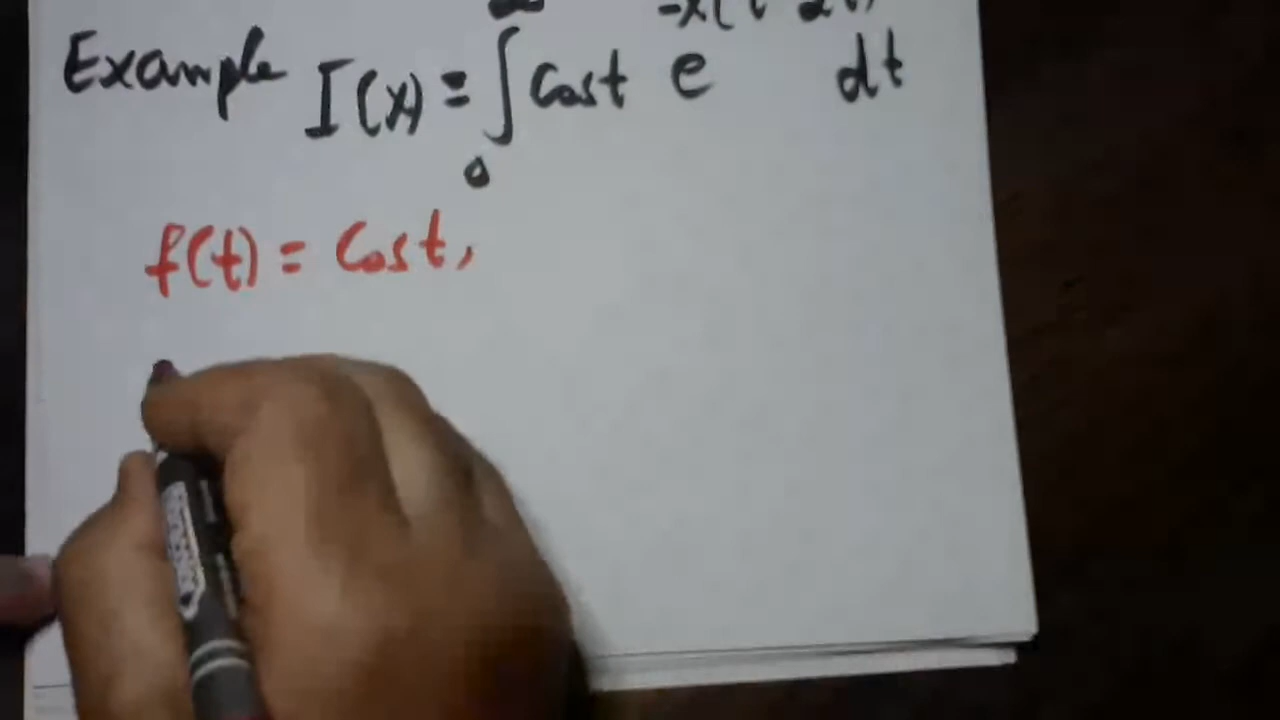 Example I(x) = ∫ Cost e dt
0
f(t) = Cost,